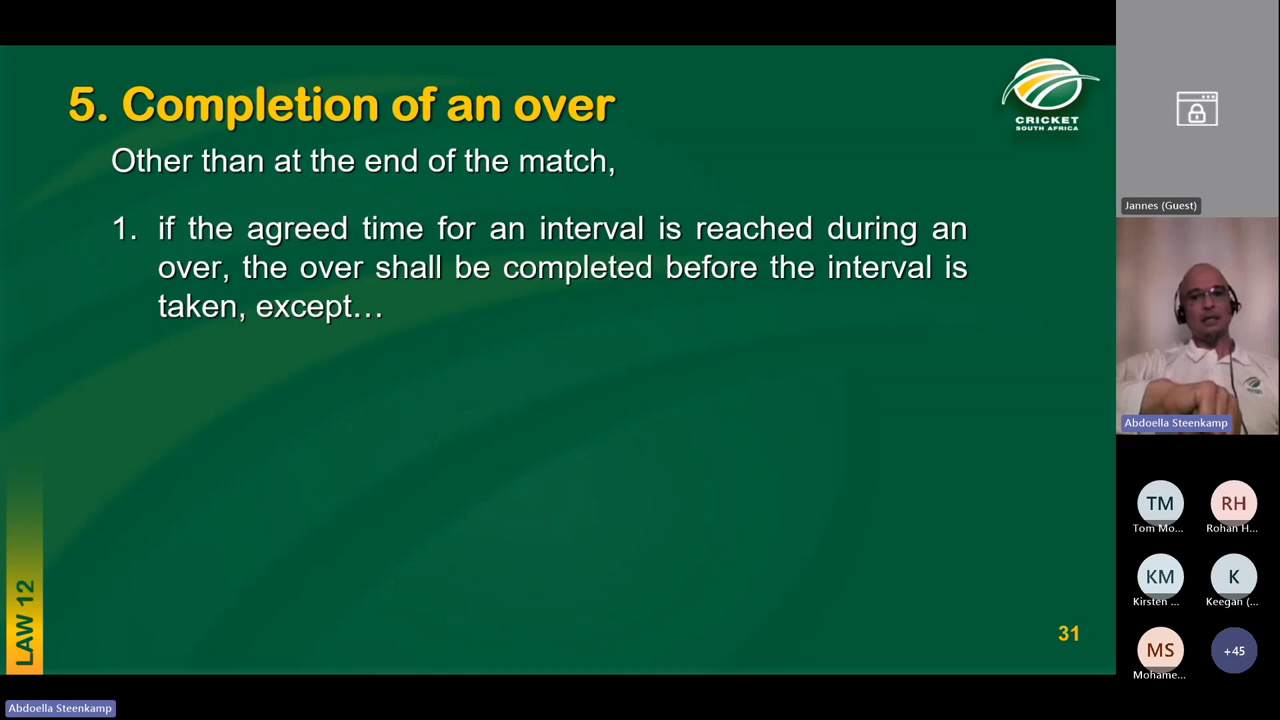 5. Completion of an over
CRICKET
SOUTH AFRICA
Other than at the end of the match,
1. if the agreed time for an interval is reached during an
over, the over shall be completed before the interval is
taken, except…
LAW 12
31
Jannes (Guest)
Abdoella Steenkamp
TM
RH
Tom Mo...
Rohan H...
KM
K
Kirsten ...
Keegan (...
MS
+45
Mohame...
Abdoella Steenkamp